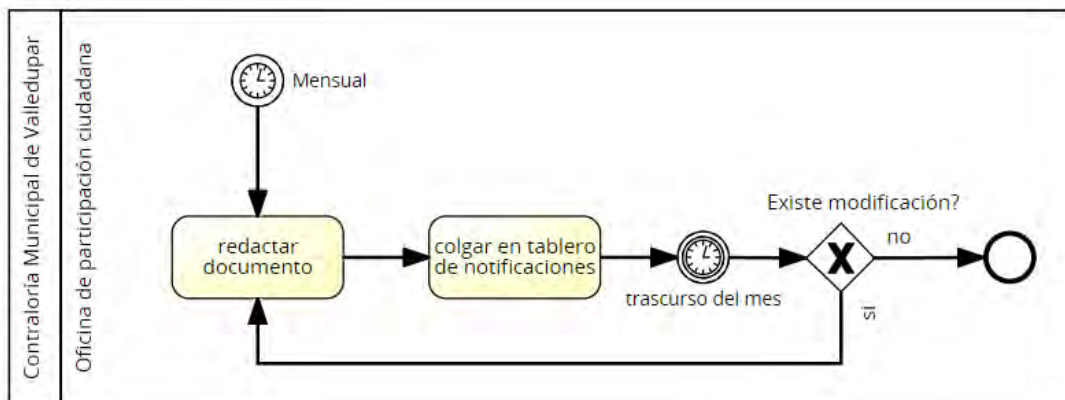 Contraloría Municipal de Valledupar
Oficina de participación ciudadana
Mensual
redactar
documento
colgar en tablero
de notificaciones
trascurso del mes
Existe modificación?
no
si